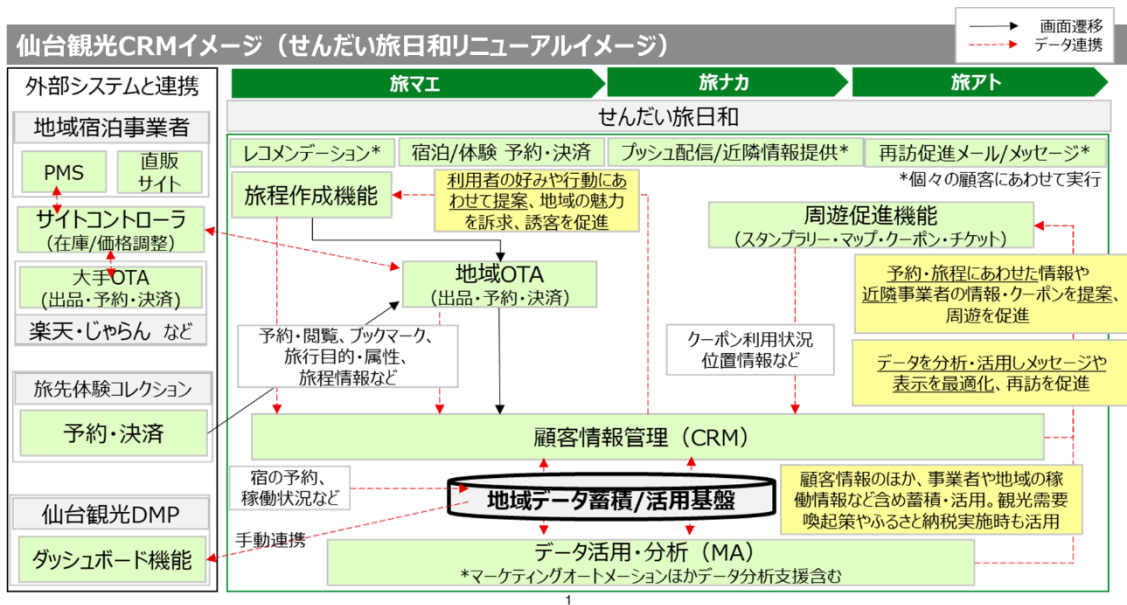 仙台観光CRMイメージ（せんだい旅日和リニューアルイメージ）
画面遷移
データ連携
外部システムと連携
地域宿泊事業者
PMS
直販
サイト
サイトコントローラ
（在庫/価格調整）
大手OTA
（出品・予約・決済）
楽天・じゃらん など
旅先体験コレクション
予約・決済
仙台観光DMP
ダッシュボード機能
旅マエ
旅ナカ
旅アト
せんだい旅日和
レコメンデーション*
宿泊/体験 予約・決済
プッシュ配信/近隣情報提供*
再訪促進メール/メッセージ*
*個々の顧客にあわせて実行
旅程作成機能
利用者の好みや行動にあ
わせて提案、地域の魅力
を訴求、誘客を促進
周遊促進機能
（スタンプラリー・マップ・クーポン・チケット）
地域OTA
（出品・予約・決済）
予約・旅程にあわせた情報や
近隣事業者の情報・クーポンを提案、
周遊を促進
予約・閲覧、ブックマーク、
旅行目的・属性、
旅程情報など
クーポン利用状況
位置情報など
データを分析・活用しメッセージや
表示を最適化、再訪を促進
顧客情報管理（CRM）
宿の予約、
稼働状況など
地域データ蓄積/活用基盤
顧客情報のほか、事業者や地域の稼
働情報など含め蓄積・活用。観光需要
喚起策やふるさと納税実施時も活用
手動連携
データ活用・分析（MA）
*マーケティングオートメーションほかデータ分析支援含む
1